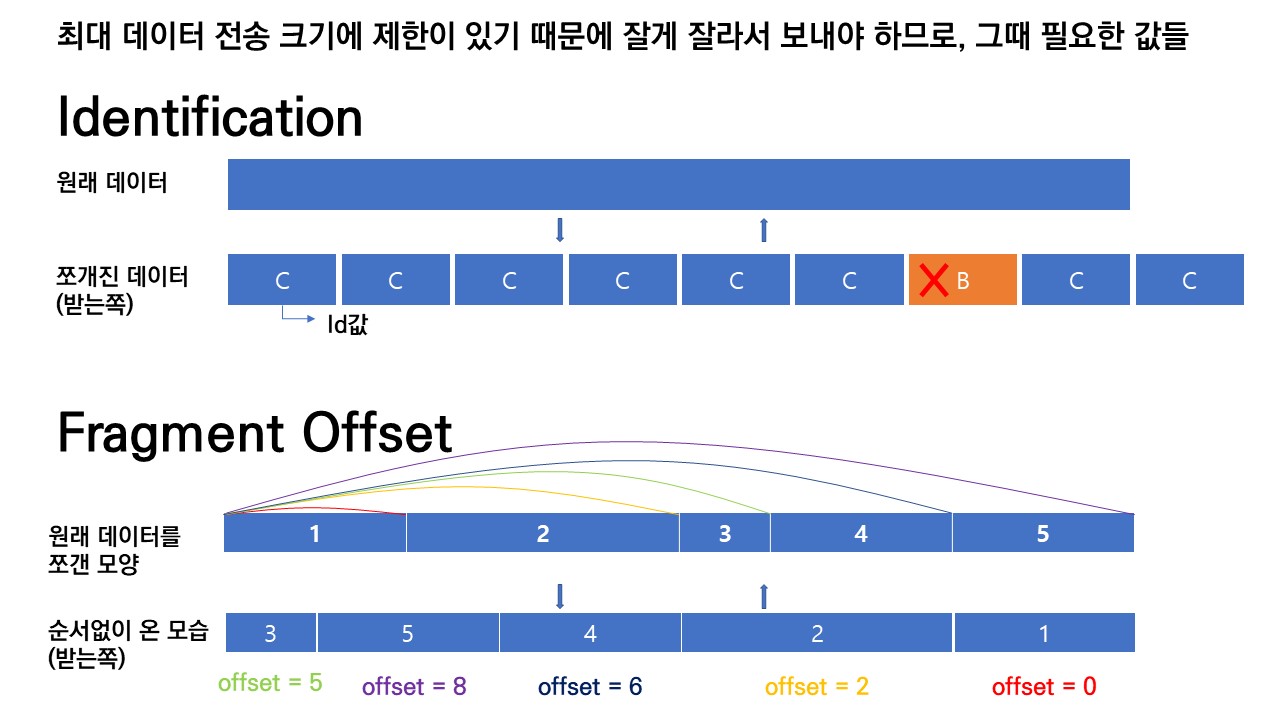 최대 데이터 전송 크기에 제한이 있기 때문에 잘게 잘라서 보내야 하므로, 그때 필요한 값들
Identification
원래 데이터
쪼개진 데이터
(받는쪽)
C C C C C C B C C
Id값
Fragment Offset
원래 데이터를
쪼갠 모양
1 2 3 4 5
순서없이 온 모습
(받는쪽)
3 5 4 2 1
offset = 5 offset = 8 offset = 6 offset = 2 offset = 0